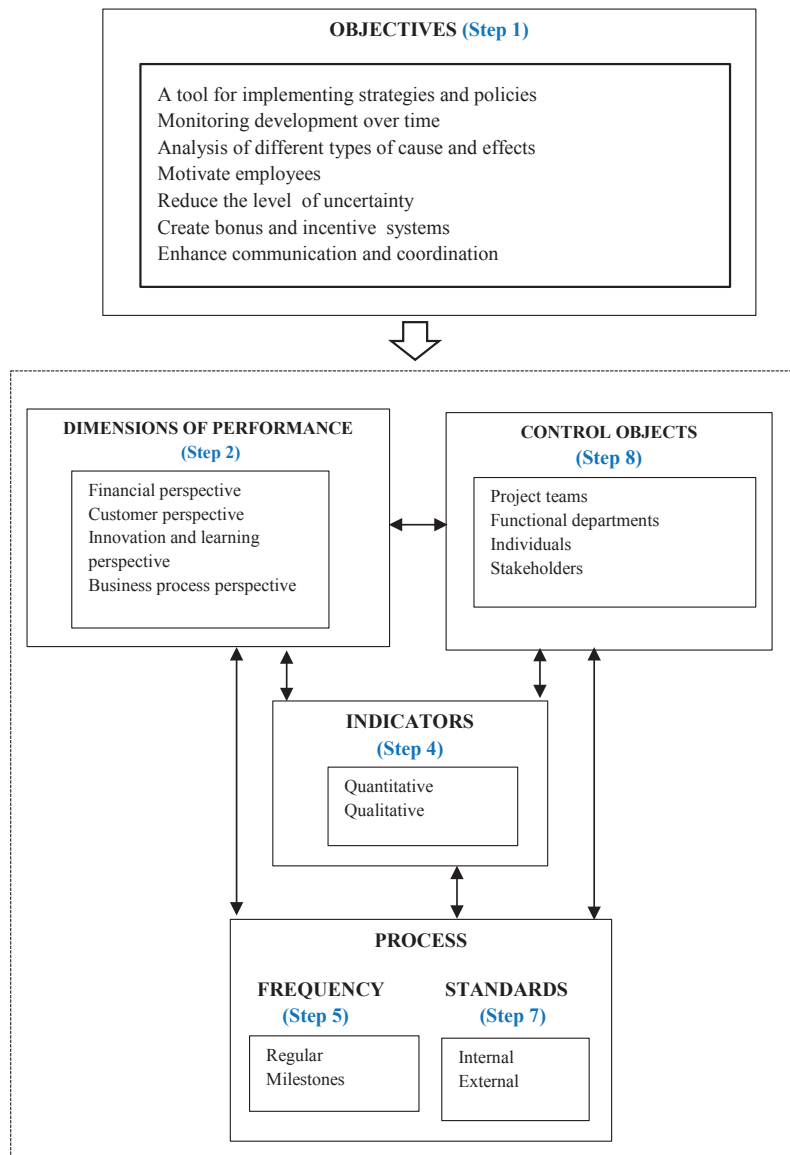 OBJECTIVES (Step 1)
A tool for implementing strategies and policies
Monitoring development over time
Analysis of different types of cause and effects
Motivate employees
Reduce the level of uncertainty
Create bonus and incentive systems
Enhance communication and coordination
DIMENSIONS OF PERFORMANCE
(Step 2)
Financial perspective
Customer perspective
Innovation and learning
perspective
Business process perspective
CONTROL OBJECTS
(Step 8)
Project teams
Functional departments
Individuals
Stakeholders
INDICATORS
(Step 4)
Quantitative
Qualitative
PROCESS
FREQUENCY
(Step 5)
Regular
Milestones
STANDARDS
(Step 7)
Internal
External